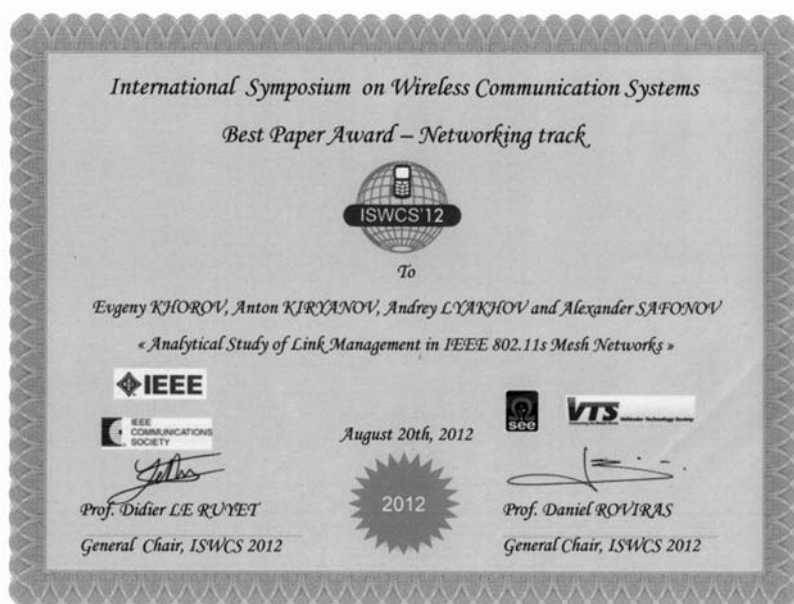 International Symposium on Wireless Communication Systems
Best Paper Award – Networking track
ISWCS'12
To
Evgeny KHOROV, Anton KIRYANOV, Andrey LYAKHOV and Alexander SAFONOV
« Analytical Study of Link Management in IEEE 802.11s Mesh Networks »
IEEE
IEEE
COMMUNICATIONS
SOCIETY
see
VTS
Vehicular Technology Society
August 20th, 2012
2012
Prof. Didier LE RUYET
General Chair, ISWCS 2012
Prof. Daniel ROVIRAS
General Chair, ISWCS 2012